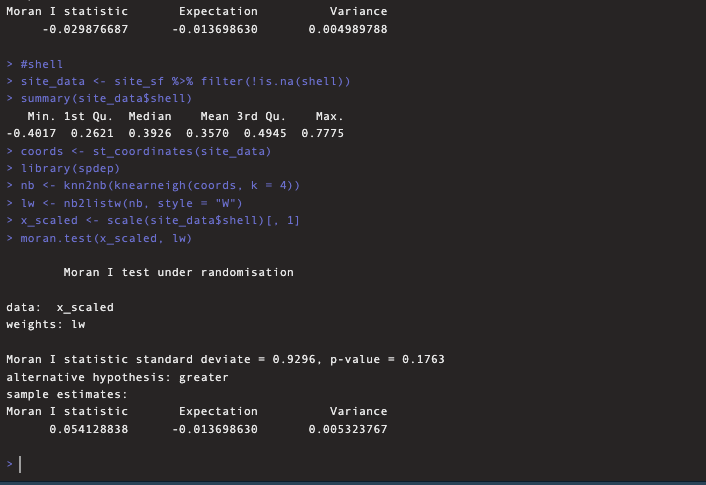 Moran I statistic       Expectation          Variance
     -0.029876687      -0.013698630       0.004989788

> #shell
> site_data <- site_sf %>% filter(!is.na(shell))
> summary(site_data$shell)
   Min. 1st Qu.  Median    Mean 3rd Qu.    Max.
-0.4017  0.2621  0.3926  0.3570  0.4945  0.7775
> coords <- st_coordinates(site_data)
> library(spdep)
> nb <- knn2nb(knearneigh(coords, k = 4))
> lw <- nb2listw(nb, style = "W")
> x_scaled <- scale(site_data$shell)[, 1]
> moran.test(x_scaled, lw)

        Moran I test under randomisation

data:  x_scaled
weights: lw

Moran I statistic standard deviate = 0.9296, p-value = 0.1763
alternative hypothesis: greater
sample estimates:
Moran I statistic       Expectation          Variance
      0.054128838      -0.013698630       0.005323767

>